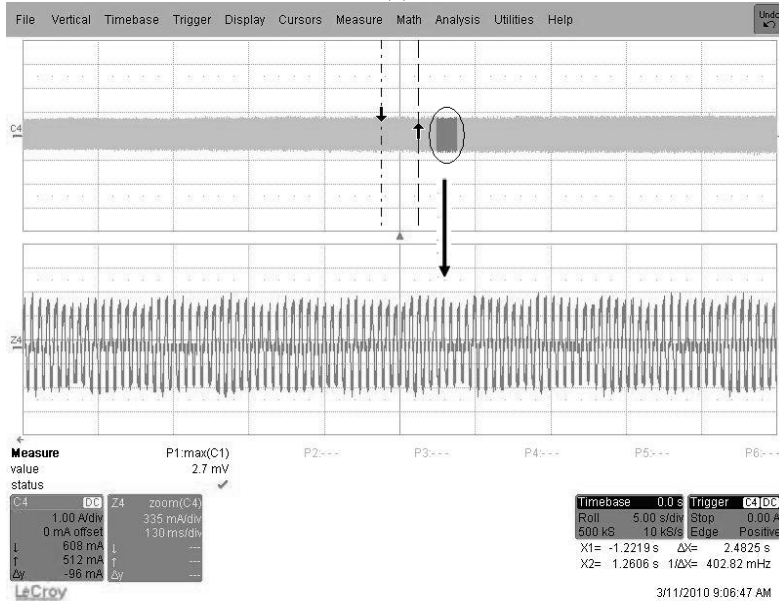 File Vertical Timebase Trigger Display Cursors Measure Math Analysis Utilities Help
Undo
C4
Z4
Measure P1:max(C1) P2:- - - P3:- - - P4:- - - P5:- - - P6:- - -
value 2.7 mV
status
C4 DC
1.00 A/div
0 mA offset
↓ 608 mA
↑ 512 mA
Δy -96 mA
Z4 zoom(C4)
335 mA/div
130 ms/div
↓ ---
↑ ---
Δy ---
Timebase 0.0 s
Roll 5.00 s/div
500 kS 10 kS/s
Trigger C4 DC
Stop 0.00 A
Edge Positive
X1= -1.2219 s ΔX= 2.4825 s
X2= 1.2606 s 1/ΔX= 402.82 mHz
LeCroy
3/11/2010 9:06:47 AM